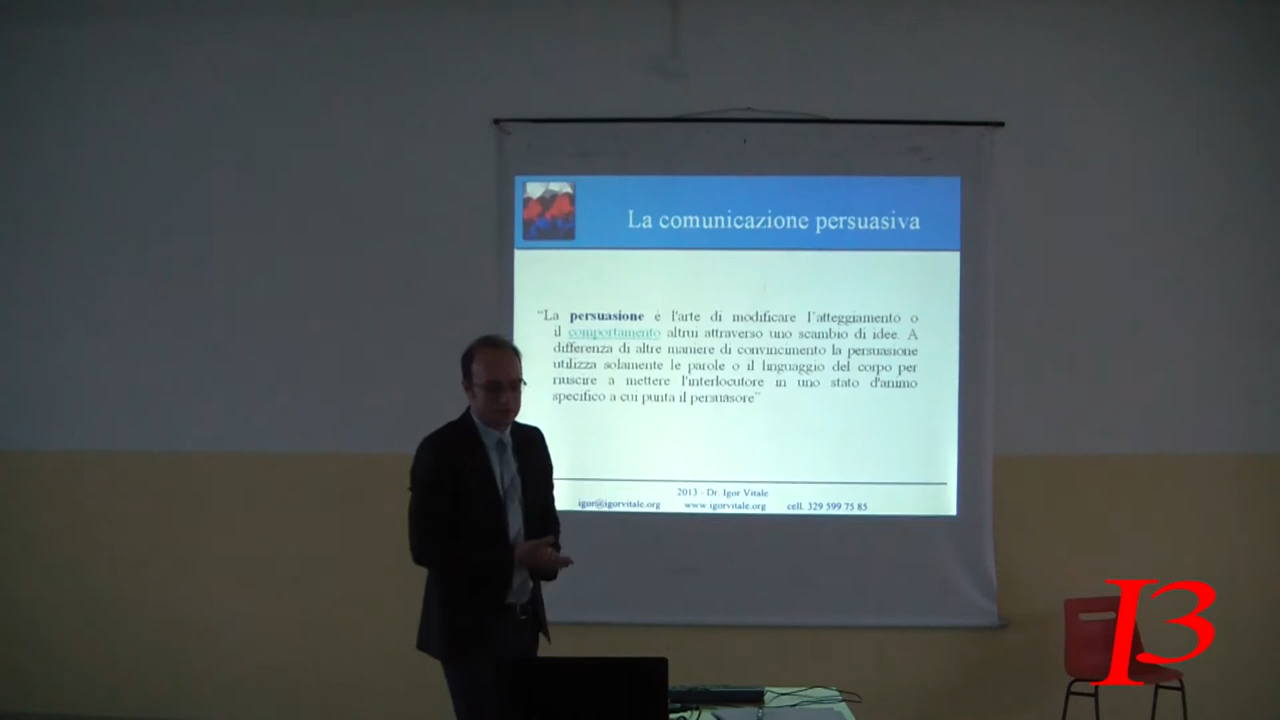 La comunicazione persuasiva
“La persuasione è l'arte di modificare l’atteggiamento o
il comportamento altrui attraverso uno scambio di idee. A
differenza di altre maniere di convincimento la persuasione
utilizza solamente le parole o il linguaggio del corpo per
riuscire a mettere l'interlocutore in uno stato d'animo
specifico a cui punta il persuasore”
2013 - Dr. Igor Vitale
igor@igorvitale.org www.igorvitale.org cell. 329 599 75 85
I3